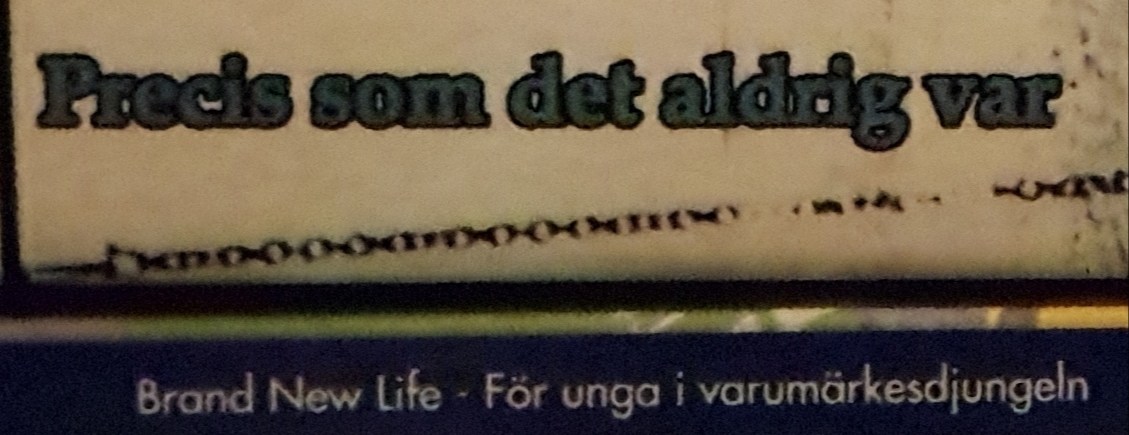 Precis som det aldrig var
Brand New Life - För unga i varumärkesdjungeln